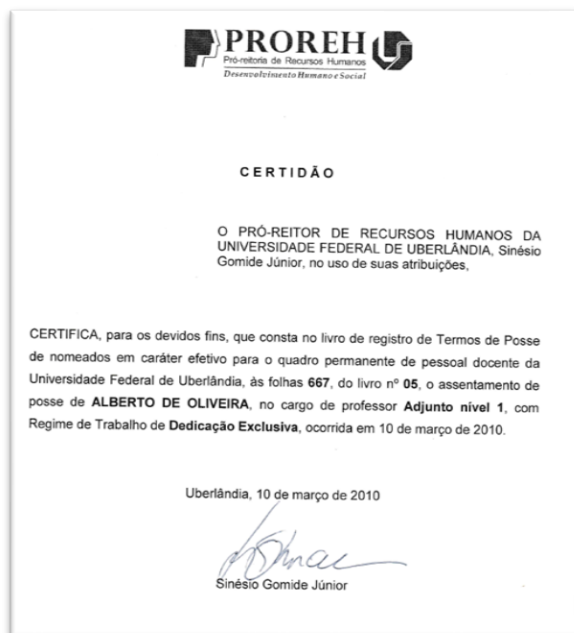 PROREH
Pró-reitoria de Recursos Humanos
Desenvolvimento Humano e Social
CERTIDÃO
O PRÓ-REITOR DE RECURSOS HUMANOS DA
UNIVERSIDADE FEDERAL DE UBERLÂNDIA, Sinésio
Gomide Júnior, no uso de suas atribuições,
CERTIFICA, para os devidos fins, que consta no livro de registro de Termos de Posse
de nomeados em caráter efetivo para o quadro permanente de pessoal docente da
Universidade Federal de Uberlândia, às folhas 667, do livro nº 05, o assentamento de
posse de ALBERTO DE OLIVEIRA, no cargo de professor Adjunto nível 1, com
Regime de Trabalho de Dedicação Exclusiva, ocorrida em 10 de março de 2010.
Uberlândia, 10 de março de 2010
Sinésio Gomide Júnior